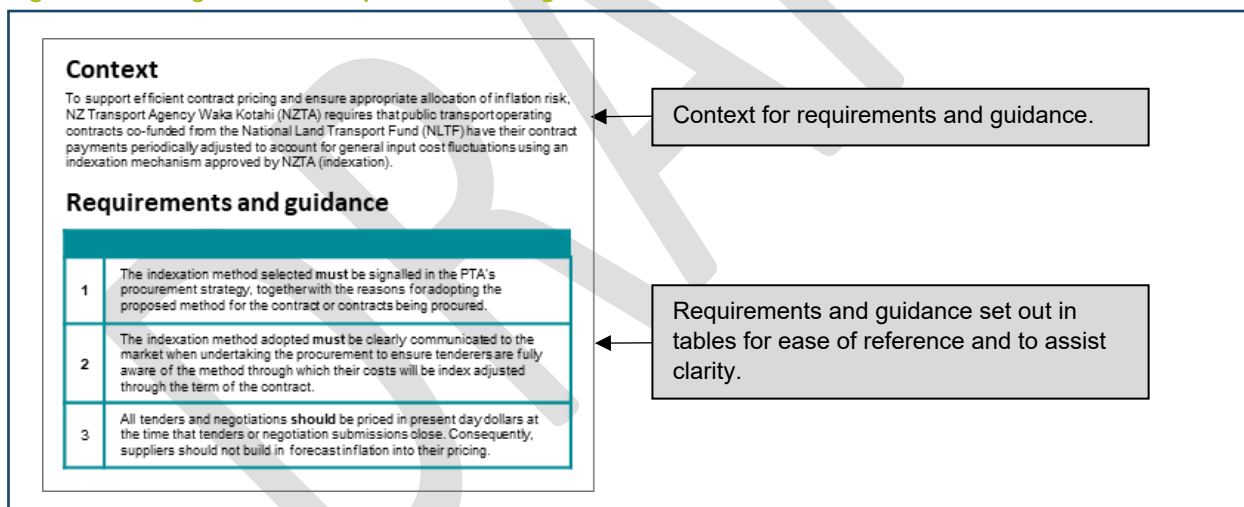 Context
To support efficient contract pricing and ensure appropriate allocation of inflation risk,
NZ Transport Agency Waka Kotahi (NZTA) requires that public transport operating
contracts co-funded from the National Land Transport Fund (NLTF) have their contract
payments periodically adjusted to account for general input cost fluctuations using an
indexation mechanism approved by NZTA (indexation).
Context for requirements and guidance.
Requirements and guidance
1
The indexation method selected must be signalled in the PTA's
procurement strategy, together with the reasons for adopting the
proposed method for the contract or contracts being procured.
2
The indexation method adopted must be clearly communicated to the
market when undertaking the procurement to ensure tenderers are fully
aware of the method through which their costs will be index adjusted
through the term of the contract.
3
All tenders and negotiations should be priced in present day dollars at
the time that tenders or negotiation submissions close. Consequently,
suppliers should not build in forecast inflation into their pricing.
Requirements and guidance set out in
tables for ease of reference and to assist
clarity.